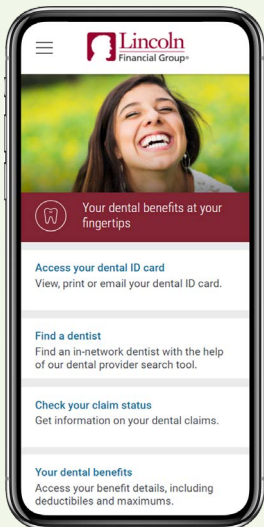 Lincoln
Financial Group®
Your dental benefits at your
fingertips
Access your dental ID card
View, print or email your dental ID card.
Find a dentist
Find an in-network dentist with the help
of our dental provider search tool.
Check your claim status
Get information on your dental claims.
Your dental benefits
Access your benefit details, including
deductibiles and maximums.